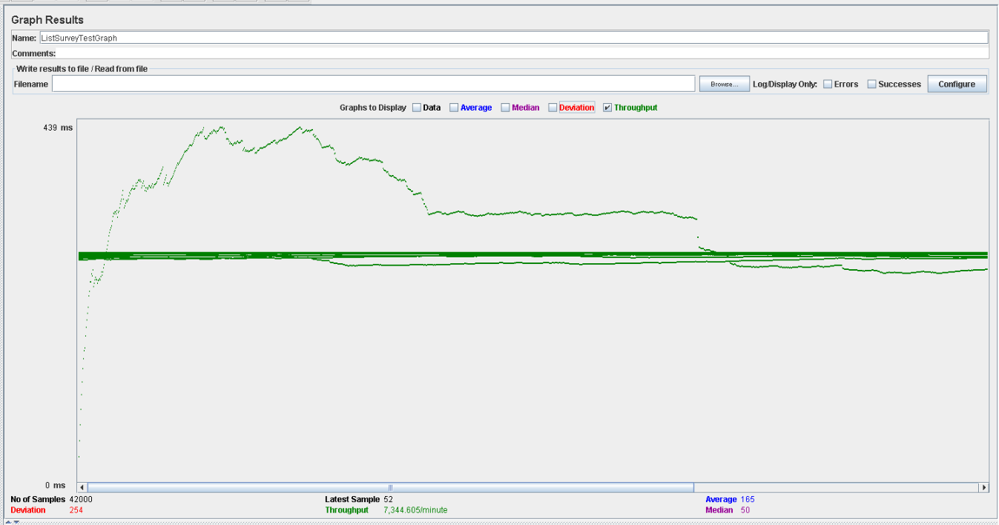 Graph Results
Name: ListSurveyTestGraph
Comments:
Write results to file / Read from file
Filename Browse... Log/Display Only: Errors Successes Configure
Graphs to Display Data Average Median Deviation Throughput
439 ms
0 ms
No of Samples 42000 Latest Sample 52 Average 165
Deviation 254 Throughput 7,344.605/minute Median 50